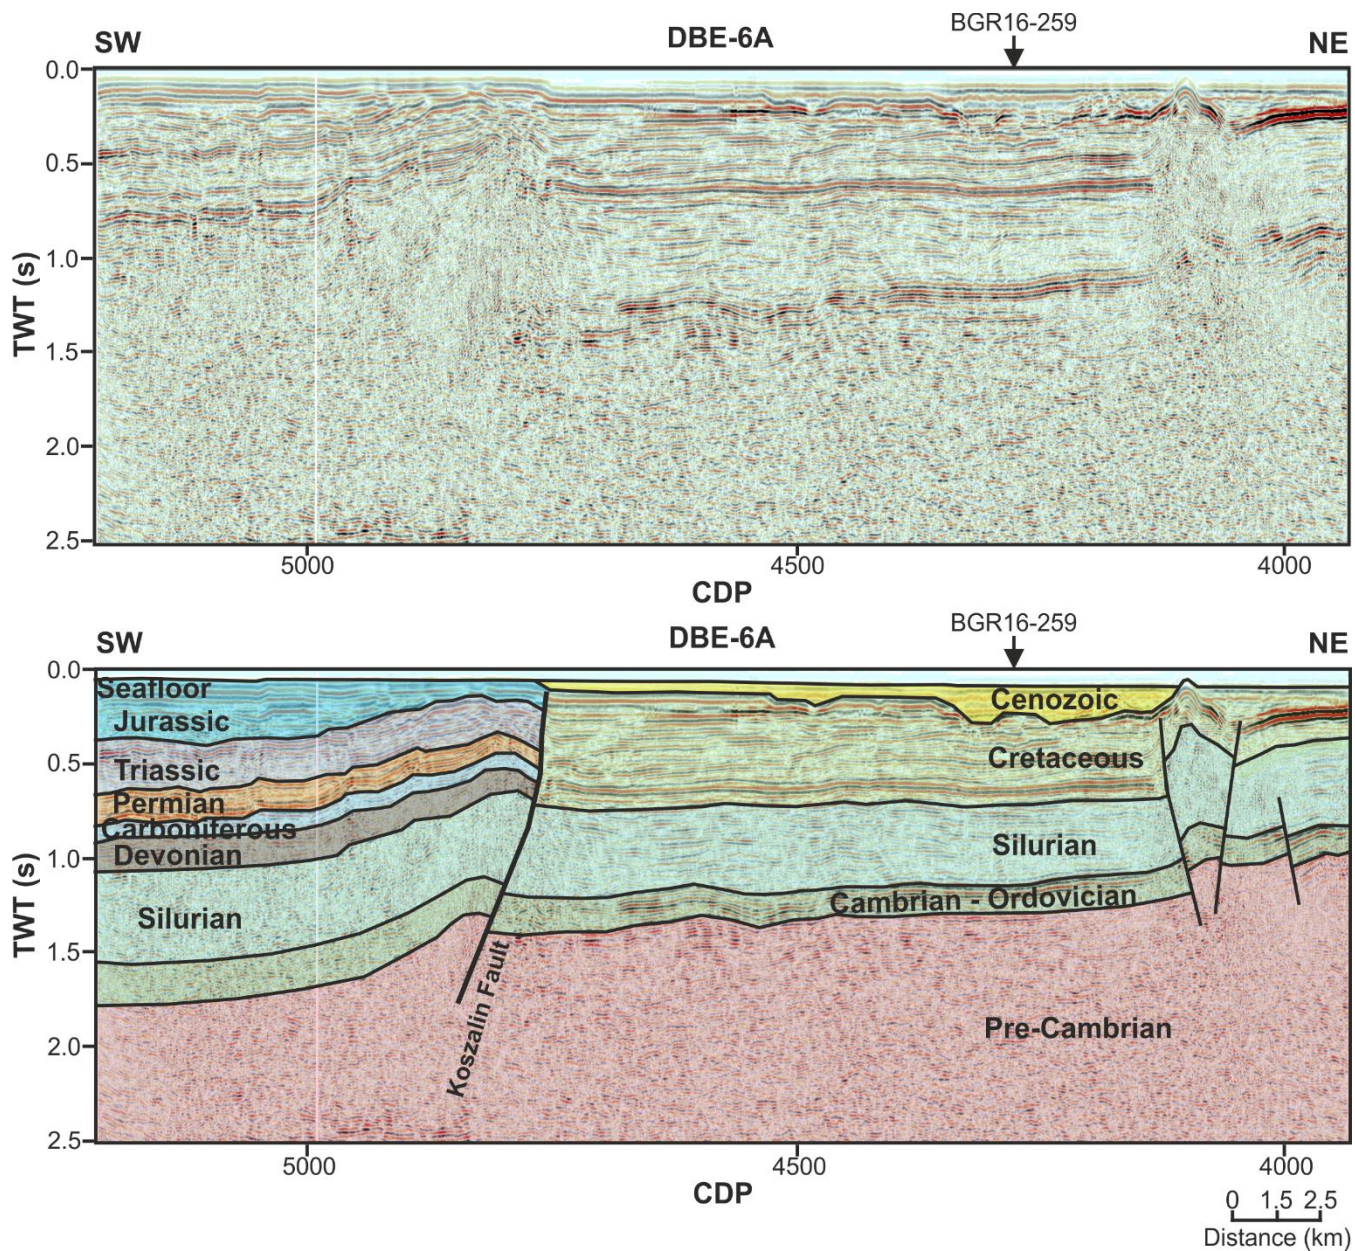 BGR16-259
SW DBE-6A NE
0.0
0.5
1.0
1.5
2.0
2.5
TWT (s)
5000 4500 4000
CDP
BGR16-259
SW DBE-6A NE
0.0
0.5
1.0
1.5
2.0
2.5
TWT (s)
Seafloor
Jurassic
Triassic
Permian
Carboniferous
Devonian
Silurian
Koszalin Fault
Cenozoic
Cretaceous
Silurian
Cambrian - Ordovician
Pre-Cambrian
5000 4500 4000
CDP
0 1.5 2.5
Distance (km)